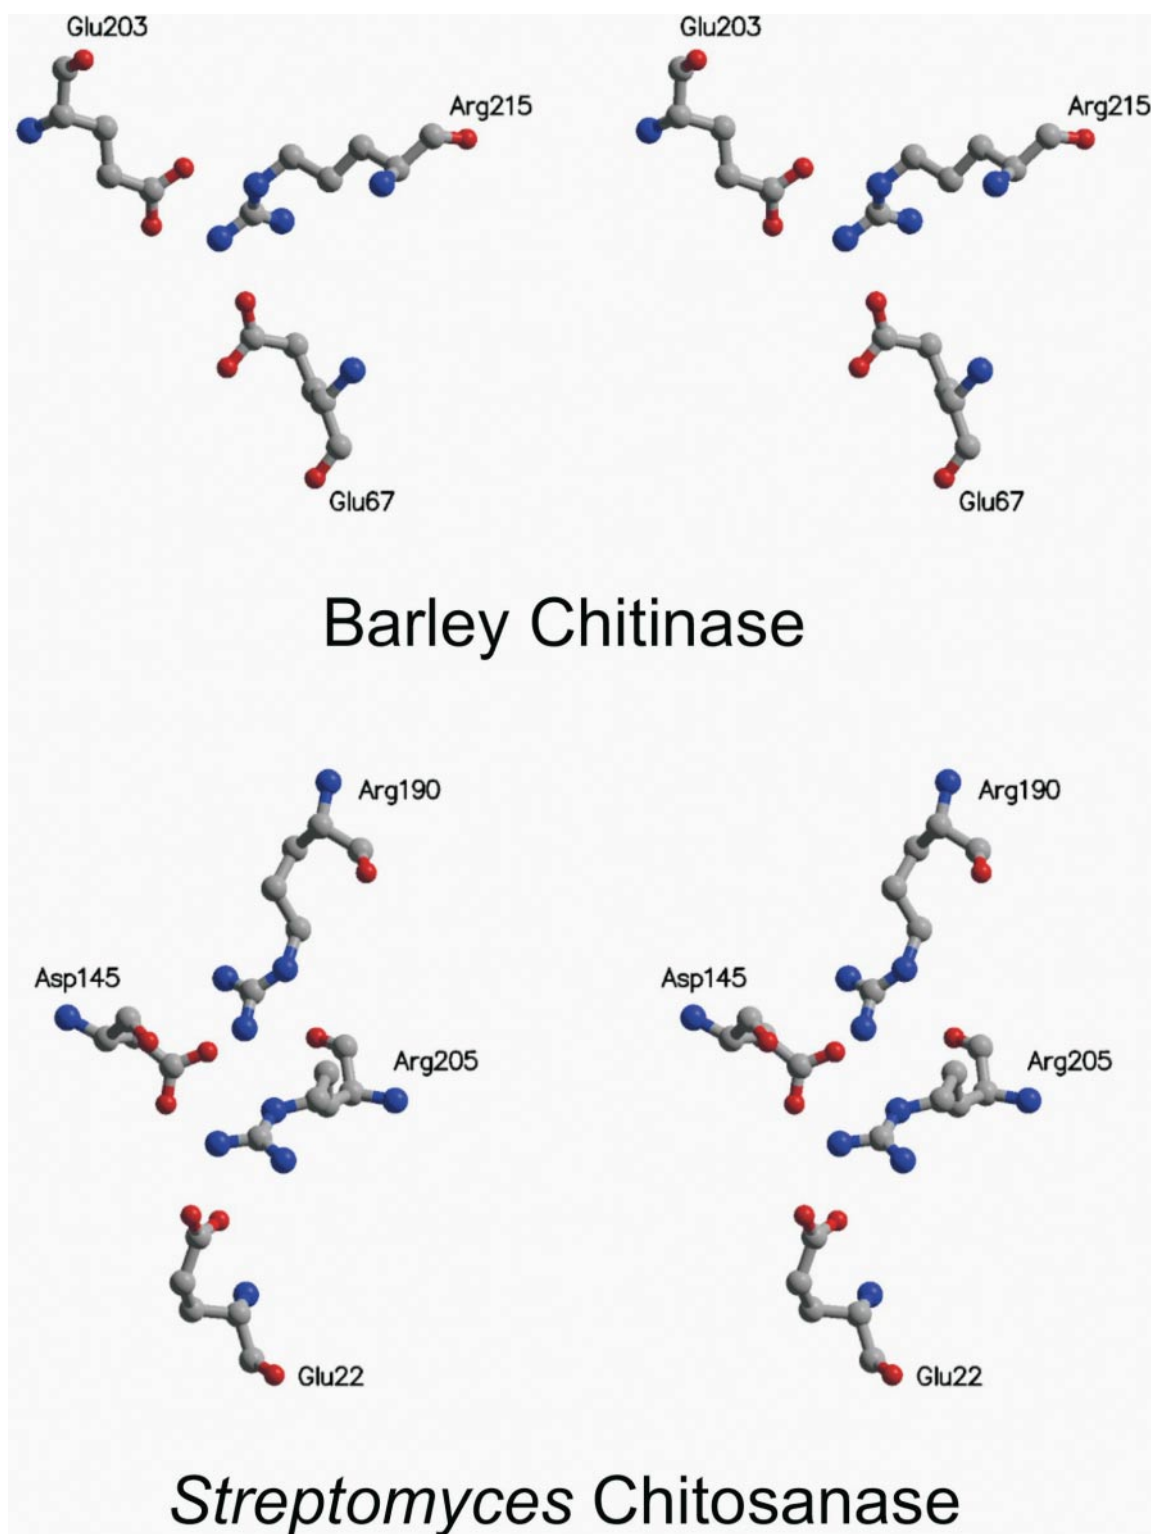 Glu203 Glu203
Arg215 Arg215
Glu67 Glu67
Barley Chitinase
Arg190 Arg190
Asp145 Asp145
Arg205 Arg205
Glu22 Glu22
Streptomyces Chitosanase